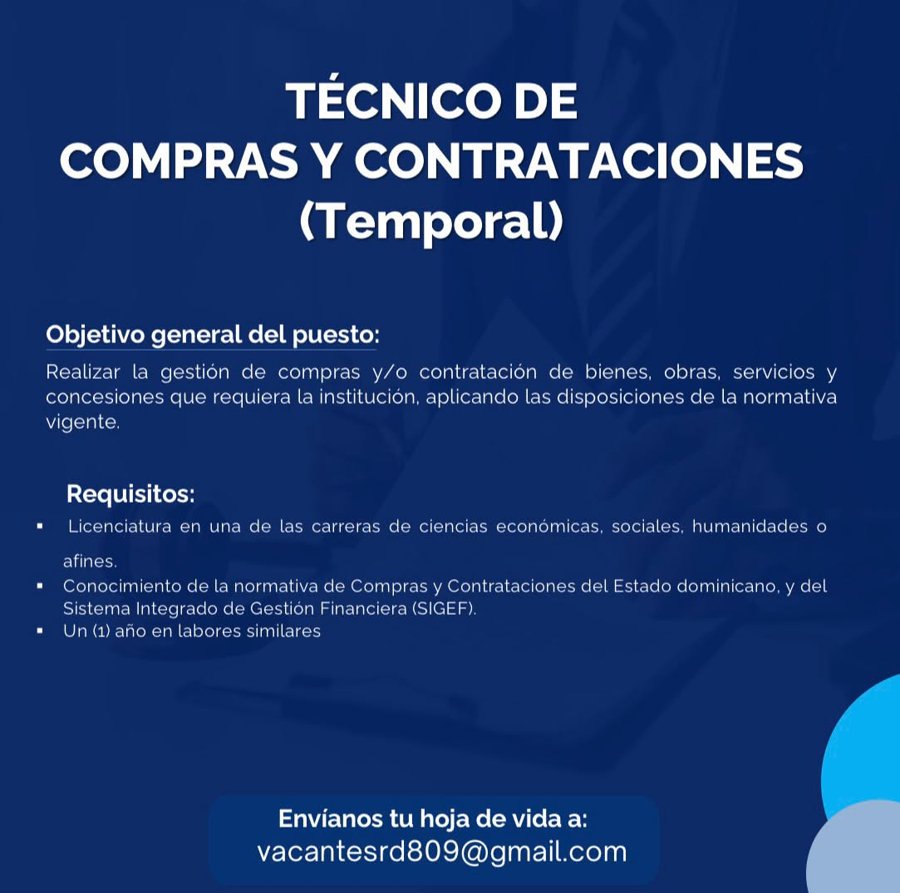 TÉCNICO DE
COMPRAS Y CONTRATACIONES
(Temporal)
Objetivo general del puesto:
Realizar la gestión de compras y/o contratación de bienes, obras, servicios y
concesiones que requiera la institución, aplicando las disposiciones de la normativa
vigente.
Requisitos:
▪ Licenciatura en una de las carreras de ciencias económicas, sociales, humanidades o
afines.
▪ Conocimiento de la normativa de Compras y Contrataciones del Estado dominicano, y del
Sistema Integrado de Gestión Financiera (SIGEF).
▪ Un (1) año en labores similares
Envíanos tu hoja de vida a:
vacantesrd809@gmail.com